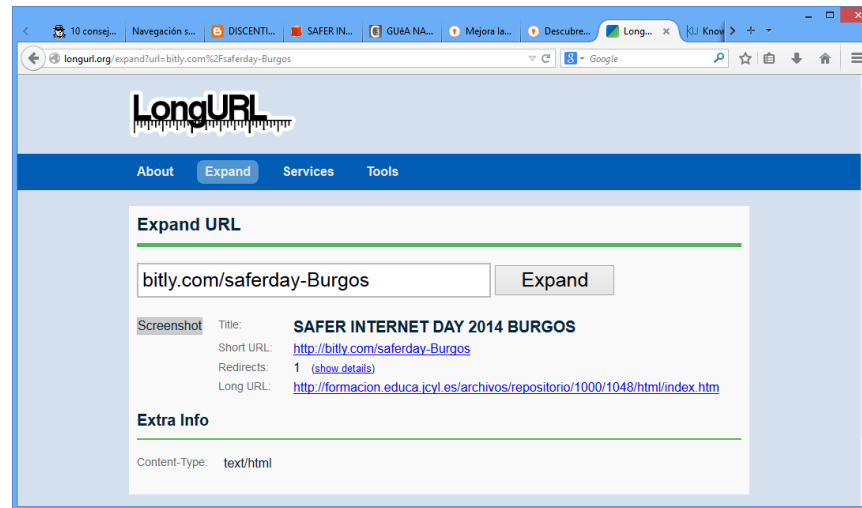 10 consej... Navegación s... DISCENTI... SAFER IN... GUéA NA... Mejora la... Descubre... Long... x Know
longurl.org/expand?url=bitly.com%2Fsaferday-Burgos Google
LongURL
About Expand Services Tools
Expand URL
bitly.com/saferday-Burgos Expand
Screenshot Title: SAFER INTERNET DAY 2014 BURGOS
Short URL: http://bitly.com/saferday-Burgos
Redirects: 1 (show details)
Long URL: http://formacion.educa.jcyl.es/archivos/repositorio/1000/1048/html/index.htm
Extra Info
Content-Type: text/html